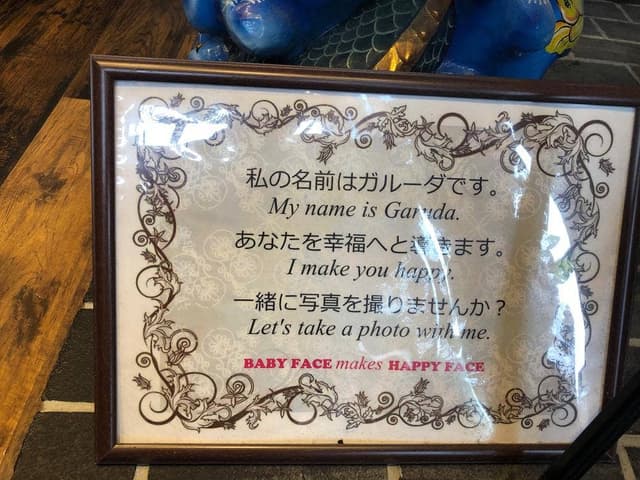 私の名前はガルーダです。
My name is Garuda.
あなたを幸福へと導きます。
I make you happy.
一緒に写真を撮りませんか？
Let's take a photo with me.
BABY FACE makes HAPPY FACE